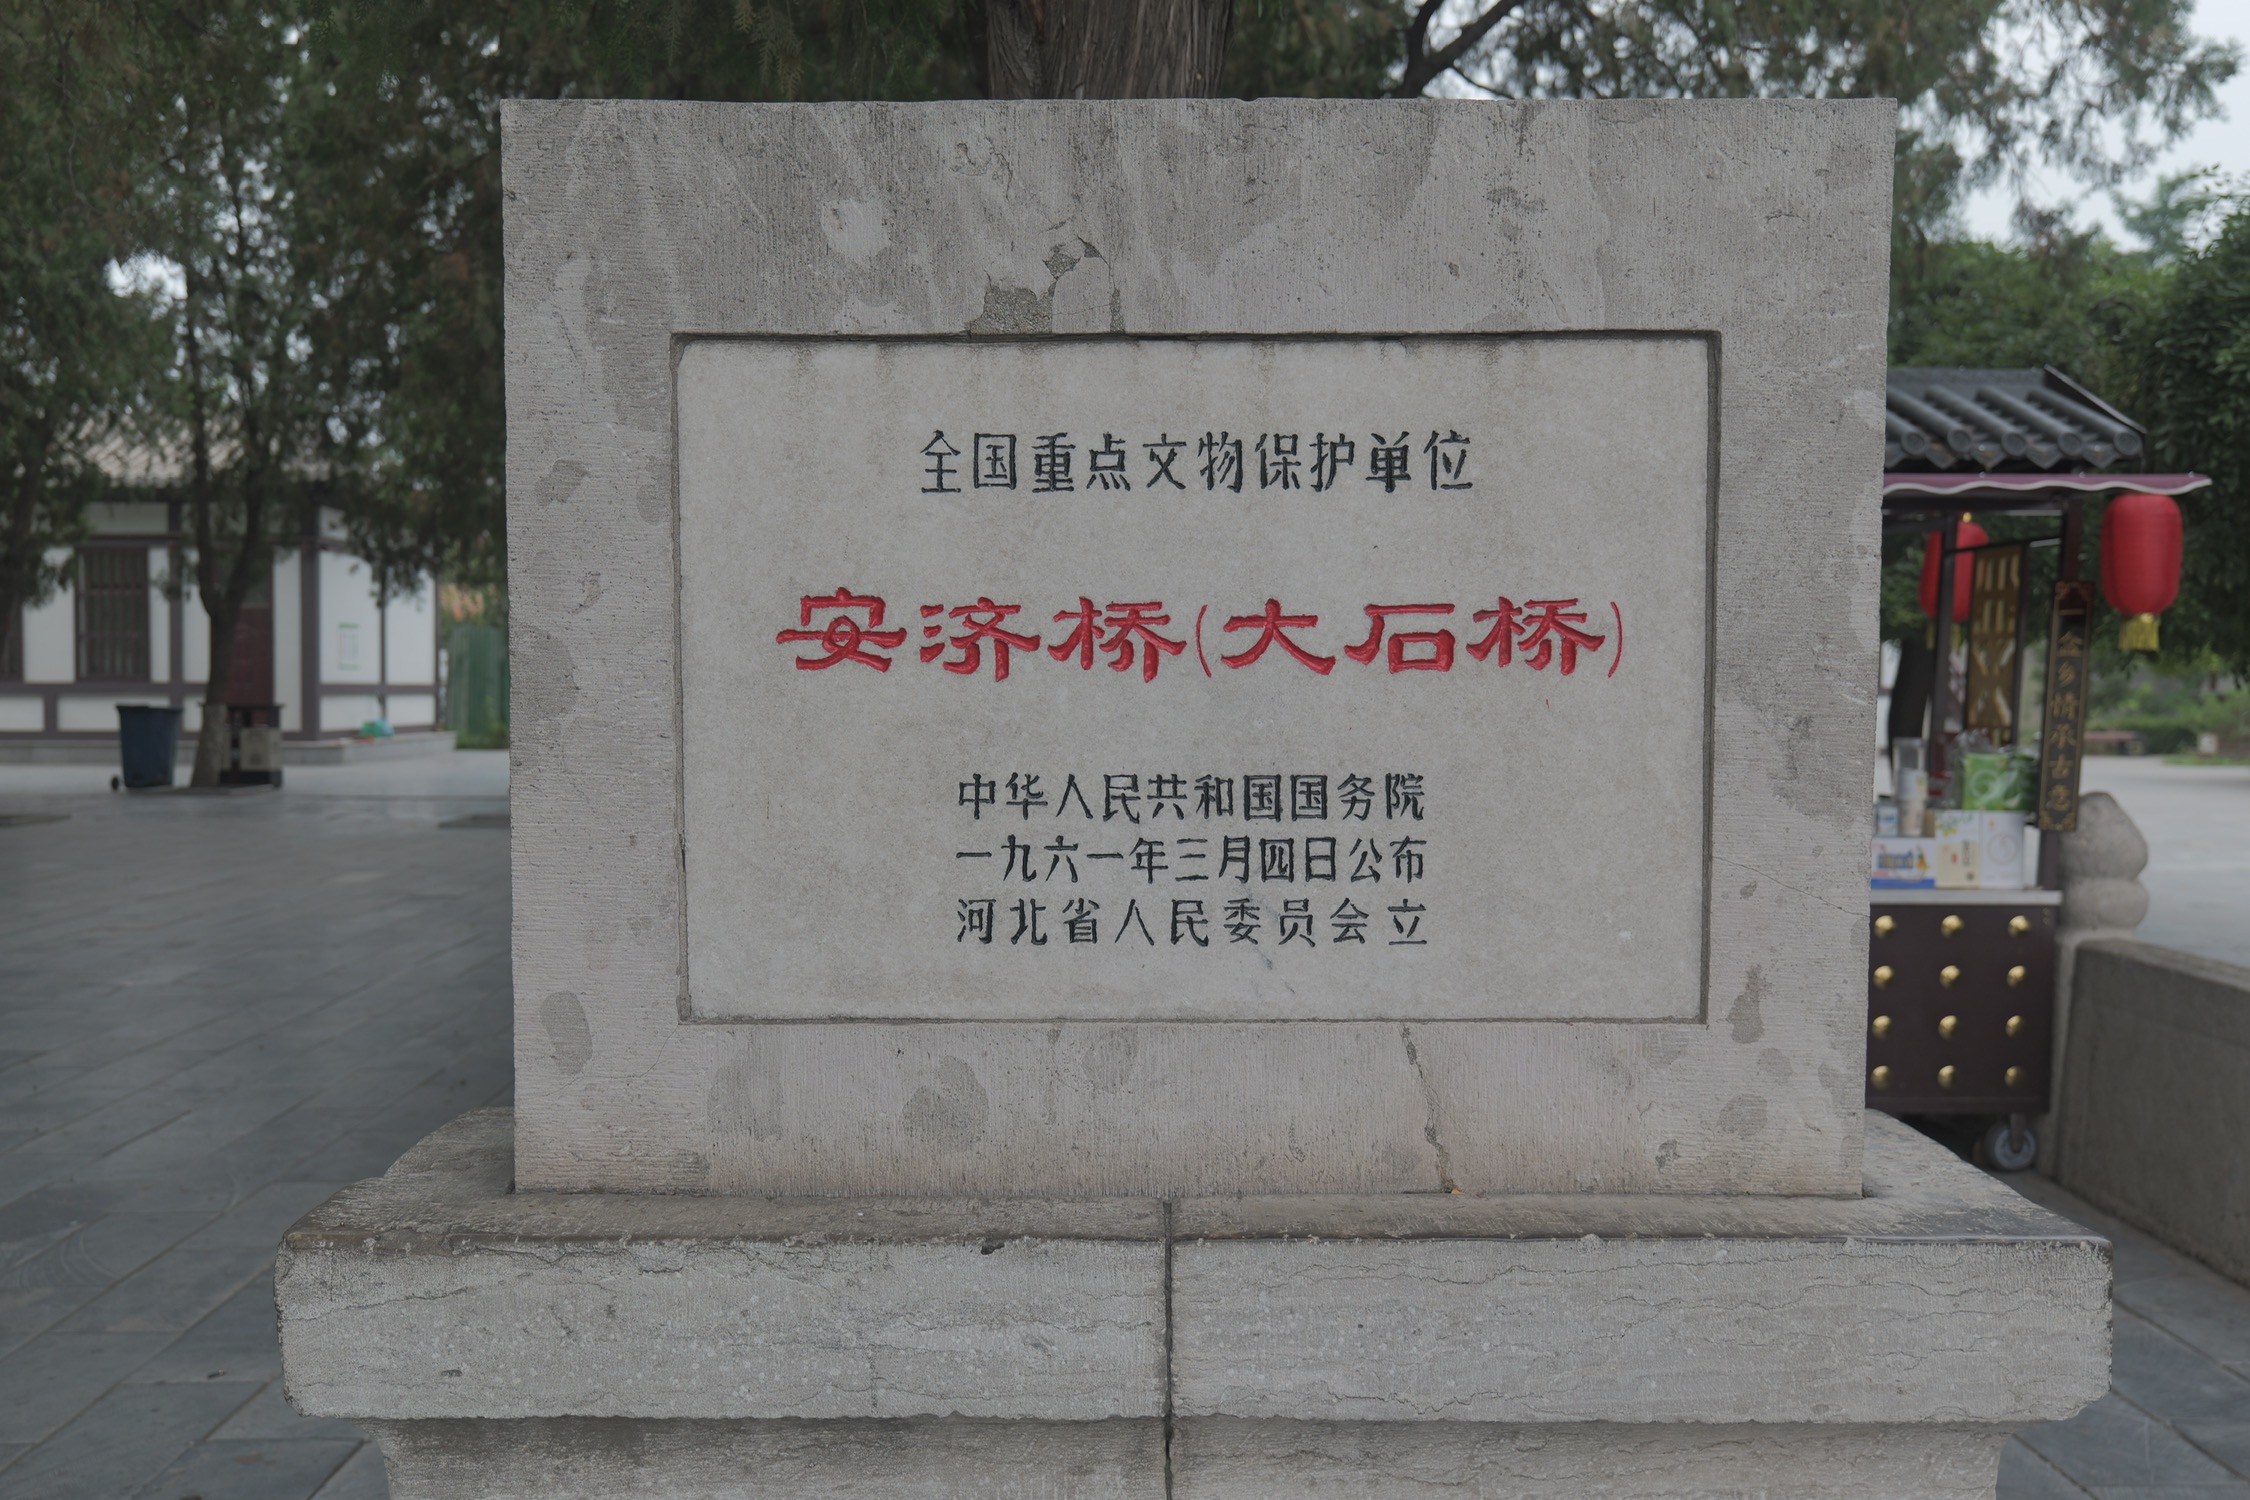 全国重点文物保护单位
安济桥(大石桥)
中华人民共和国国务院
一九六一年三月四日公布
河北省人民委员会立